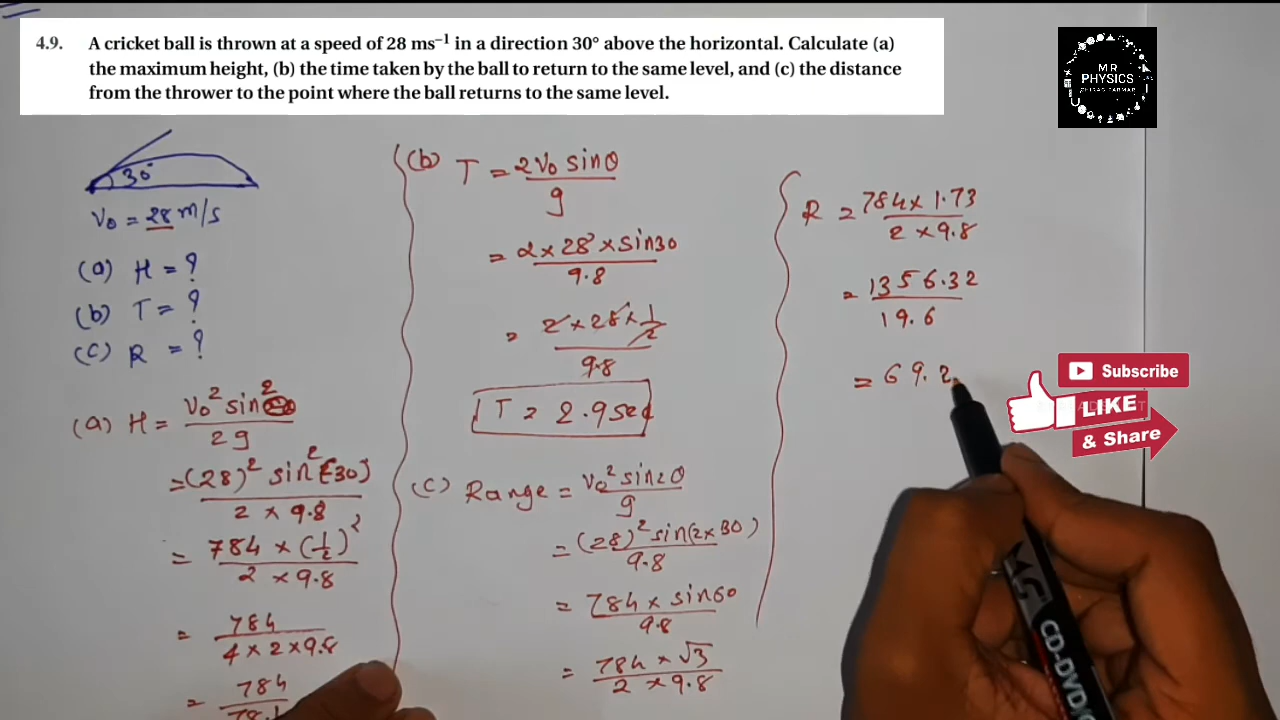 4.9. A cricket ball is thrown at a speed of 28 ms⁻¹ in a direction 30° above the horizontal. Calculate (a)
the maximum height, (b) the time taken by the ball to return to the same level, and (c) the distance
from the thrower to the point where the ball returns to the same level.
MR
PHYSICS
CHIRAG PARMAR
30°
V₀ = 28 m/s
(a) H = ?
(b) T = ?
(c) R = ?
(a) H = V₀² sin²θ / 2g
= (28)² sin²(30) / 2 × 9.8
= 784 × (1/2)² / 2 × 9.8
= 784 / 4 × 2 × 9.8
= 784
(b) T = 2V₀ sinθ / g
= 2 × 28 × sin30 / 9.8
= 2 × 28 × 1/2 / 9.8
T = 2.9 sec
(c) Range = V₀² sin2θ / g
= (28)² sin(2×30) / 9.8
= 784 × sin60 / 9.8
= 784 × √3 / 2 × 9.8
R = 784 × 1.73 / 2 × 9.8
= 1356.32 / 19.6
= 69.2
Subscribe
LIKE
& Share
CD-DVD/